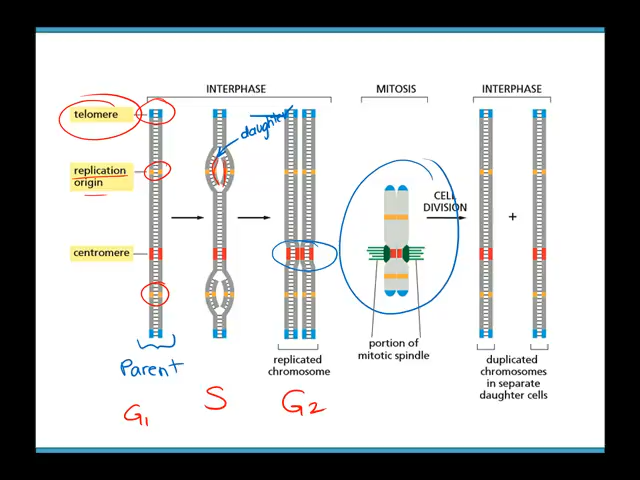 INTERPHASE
MITOSIS
INTERPHASE
telomere
daughter
replication
origin
CELL
DIVISION
+
centromere
Parent
replicated
chromosome
portion of
mitotic spindle
duplicated
chromosomes
in separate
daughter cells
G1
S
G2